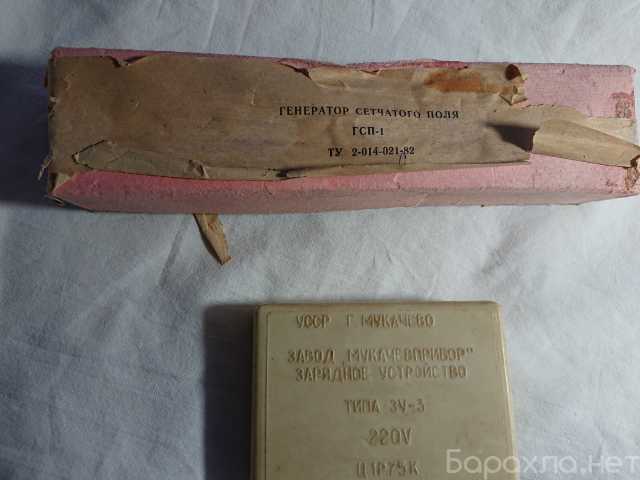 ГЕНЕРАТОР СЕТЧАТОГО ПОЛЯ
ГСП-1
ТУ 2-014-021-82
УССР Г. МУКАЧЕВО
ЗАВОД „МУКАЧЕВПРИБОР"
ЗАРЯДНОЕ УСТРОЙСТВО
ТИПА ЗУ-3
220V
Ц 1Р75К
Барахла.нет